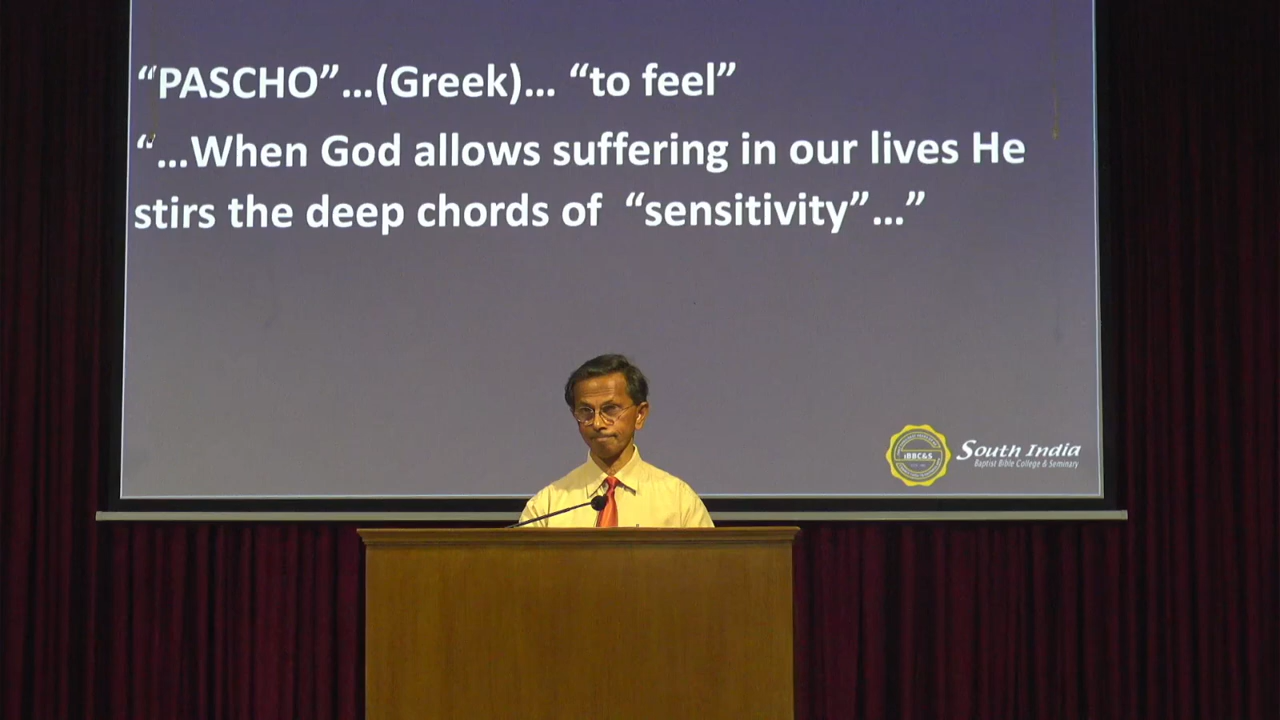 “PASCHO”...(Greek)... “to feel”
“...When God allows suffering in our lives He
stirs the deep chords of “sensitivity”...”
iBBC&S
South India
Baptist Bible College & Seminary